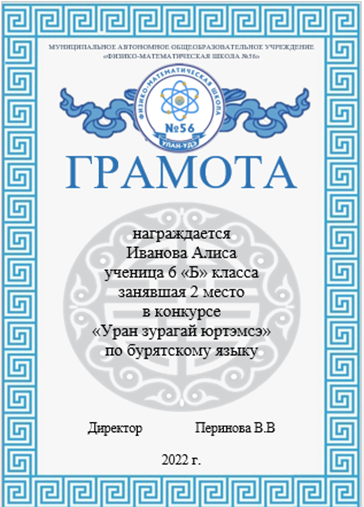 МУНИЦИПАЛЬНОЕ АВТОНОМНОЕ ОБЩЕОБРАЗОВАТЕЛЬНОЕ УЧРЕЖДЕНИЕ
«ФИЗИКО-МАТЕМАТИЧЕСКАЯ ШКОЛА №56»
ФИЗИКО-МАТЕМАТИЧЕСКАЯ ШКОЛА
№56
УЛАН-УДЭ
ГРАМОТА
награждается
Иванова Алиса
ученица 6 «Б» класса
занявшая 2 место
в конкурсе
«Уран зурагай юртэмсэ»
по бурятскому языку
Директор Перинова В.В
2022 г.